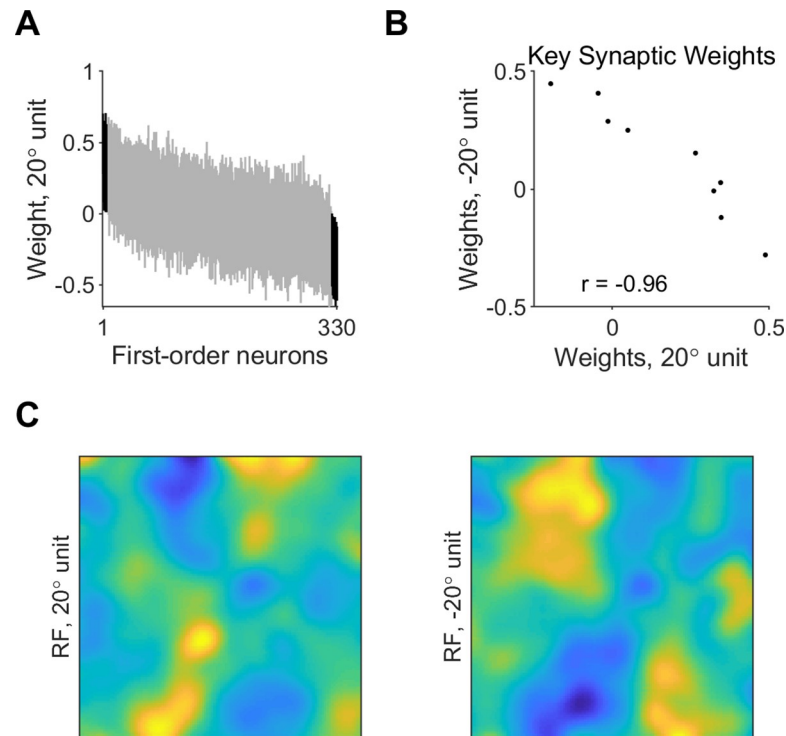 A
Weight, 20° unit
1
0.5
0
-0.5
1
330
First-order neurons
B
Key Synaptic Weights
Weights, -20° unit
0.5
0
-0.5
r = -0.96
0
0.5
Weights, 20° unit
C
RF, 20° unit
RF, -20° unit